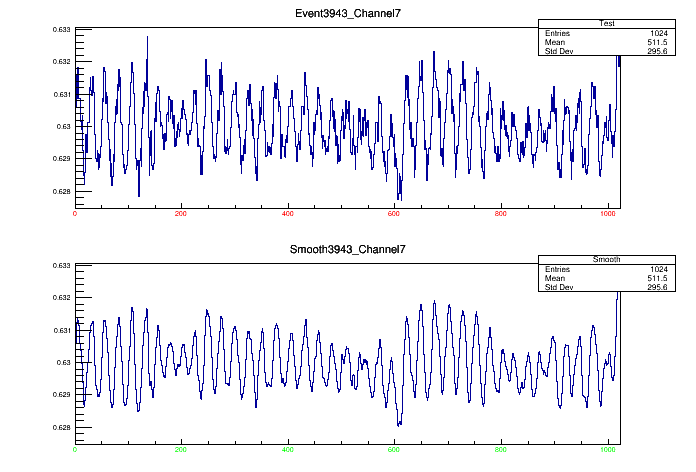 Event3943_Channel7
Test
Entries 1024
Mean 511.5
Std Dev 295.6
0.633
0.632
0.631
0.63
0.629
0.628
0 200 400 600 800 1000
Smooth3943_Channel7
Smooth
Entries 1024
Mean 511.5
Std Dev 295.6
0.633
0.632
0.631
0.63
0.629
0.628
0 200 400 600 800 1000